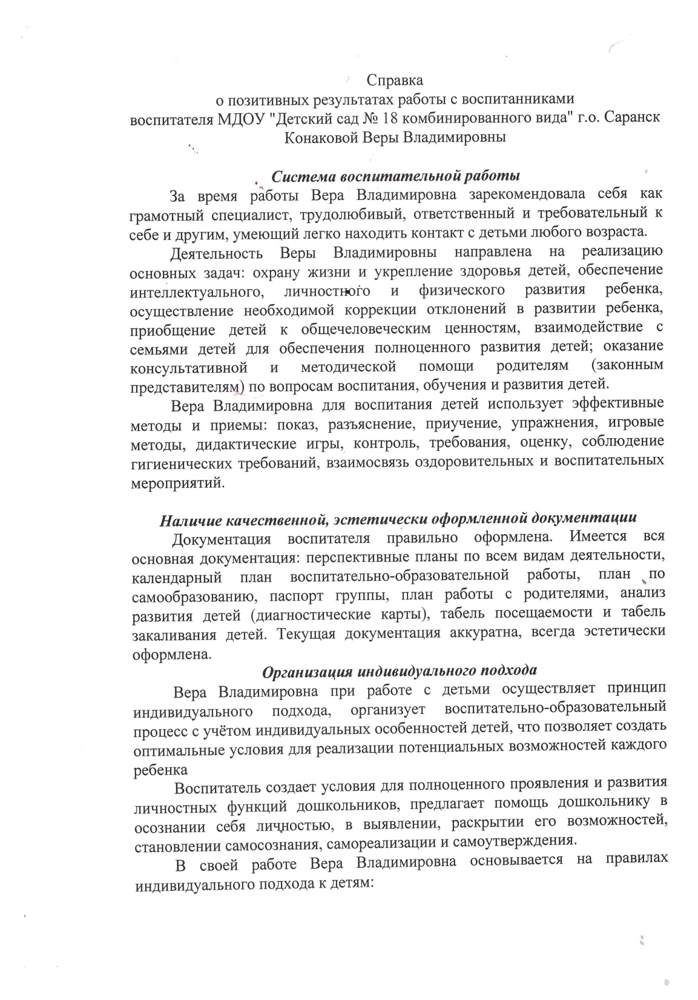 Справка
о позитивных результатах работы с воспитанниками
воспитателя МДОУ "Детский сад № 18 комбинированного вида" г.о. Саранск
Конаковой Веры Владимировны
Система воспитательной работы
За время работы Вера Владимировна зарекомендовала себя как
грамотный специалист, трудолюбивый, ответственный и требовательный к
себе и другим, умеющий легко находить контакт с детьми любого возраста.
Деятельность Веры Владимировны направлена на реализацию
основных задач: охрану жизни и укрепление здоровья детей, обеспечение
интеллектуального, личностного и физического развития ребенка,
осуществление необходимой коррекции отклонений в развитии ребенка,
приобщение детей к общечеловеческим ценностям, взаимодействие с
семьями детей для обеспечения полноценного развития детей; оказание
консультативной и методической помощи родителям (законным
представителям) по вопросам воспитания, обучения и развития детей.
Вера Владимировна для воспитания детей использует эффективные
методы и приемы: показ, разъяснение, приучение, упражнения, игровые
методы, дидактические игры, контроль, требования, оценку, соблюдение
гигиенических требований, взаимосвязь оздоровительных и воспитательных
мероприятий.
Наличие качественной, эстетически оформленной документации
Документация воспитателя правильно оформлена. Имеется вся
основная документация: перспективные планы по всем видам деятельности,
календарный план воспитательно-образовательной работы, план по
самообразованию, паспорт группы, план работы с родителями, анализ
развития детей (диагностические карты), табель посещаемости и табель
закаливания детей. Текущая документация аккуратна, всегда эстетически
оформлена.
Организация индивидуального подхода
Вера Владимировна при работе с детьми осуществляет принцип
индивидуального подхода, организует воспитательно-образовательный
процесс с учётом индивидуальных особенностей детей, что позволяет создать
оптимальные условия для реализации потенциальных возможностей каждого
ребенка
Воспитатель создает условия для полноценного проявления и развития
личностных функций дошкольников, предлагает помощь дошкольнику в
осознании себя личностью, в выявлении, раскрытии его возможностей,
становлении самосознания, самореализации и самоутверждения.
В своей работе Вера Владимировна основывается на правилах
индивидуального подхода к детям: